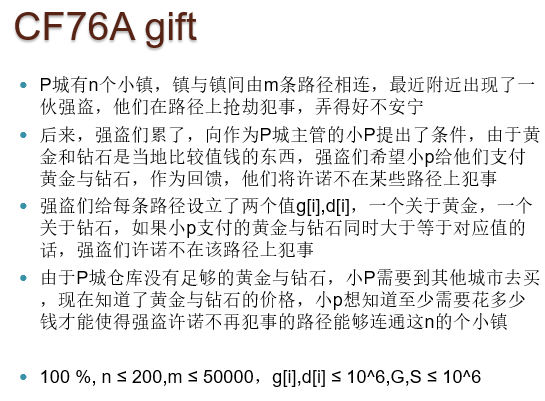 CF76A gift
P城有n个小镇，镇与镇间由m条路径相连，最近附近出现了一
伙强盗，他们在路径上抢劫犯事，弄得好不安宁
后来，强盗们累了，向作为P城主管的小P提出了条件，由于黄
金和钻石是当地比较值钱的东西，强盗们希望小p给他们支付
黄金与钻石，作为回馈，他们将许诺不在某些路径上犯事
强盗们给每条路径设立了两个值g[i],d[i]，一个关于黄金，一个
关于钻石，如果小p支付的黄金与钻石同时大于等于对应值的
话，强盗们许诺不在该路径上犯事
由于P城仓库没有足够的黄金与钻石，小P需要到其他城市去买
，现在知道了黄金与钻石的价格，小p想知道至少需要花多少
钱才能使得强盗许诺不再犯事的路径能够连通这n的个小镇
100 %, n ≤ 200,m ≤ 50000，g[i],d[i] ≤ 10^6,G,S ≤ 10^6